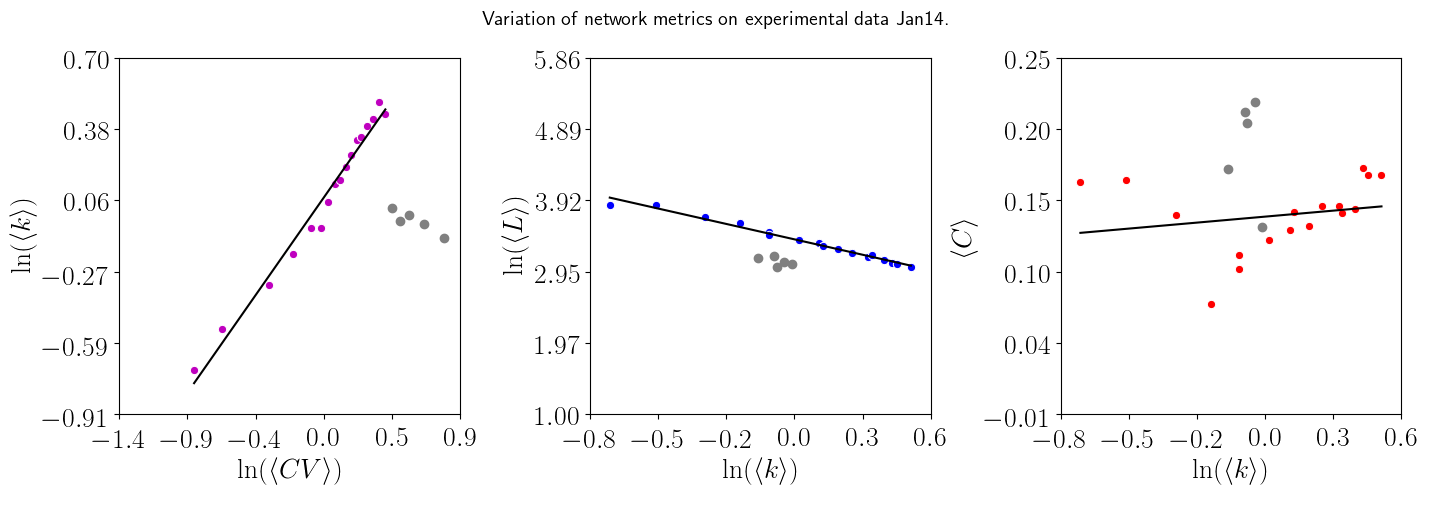 Variation of network metrics on experimental data Jan14.
0.70
0.38
0.06
−0.27
−0.59
−0.91
−1.4 −0.9 −0.4 0.0 0.5 0.9
ln(⟨k⟩)
ln(⟨CV⟩)
5.86
4.89
3.92
2.95
1.97
1.00
−0.8 −0.5 −0.2 0.0 0.3 0.6
ln(⟨L⟩)
ln(⟨k⟩)
0.25
0.20
0.15
0.10
0.04
−0.01
−0.8 −0.5 −0.2 0.0 0.3 0.6
⟨C⟩
ln(⟨k⟩)